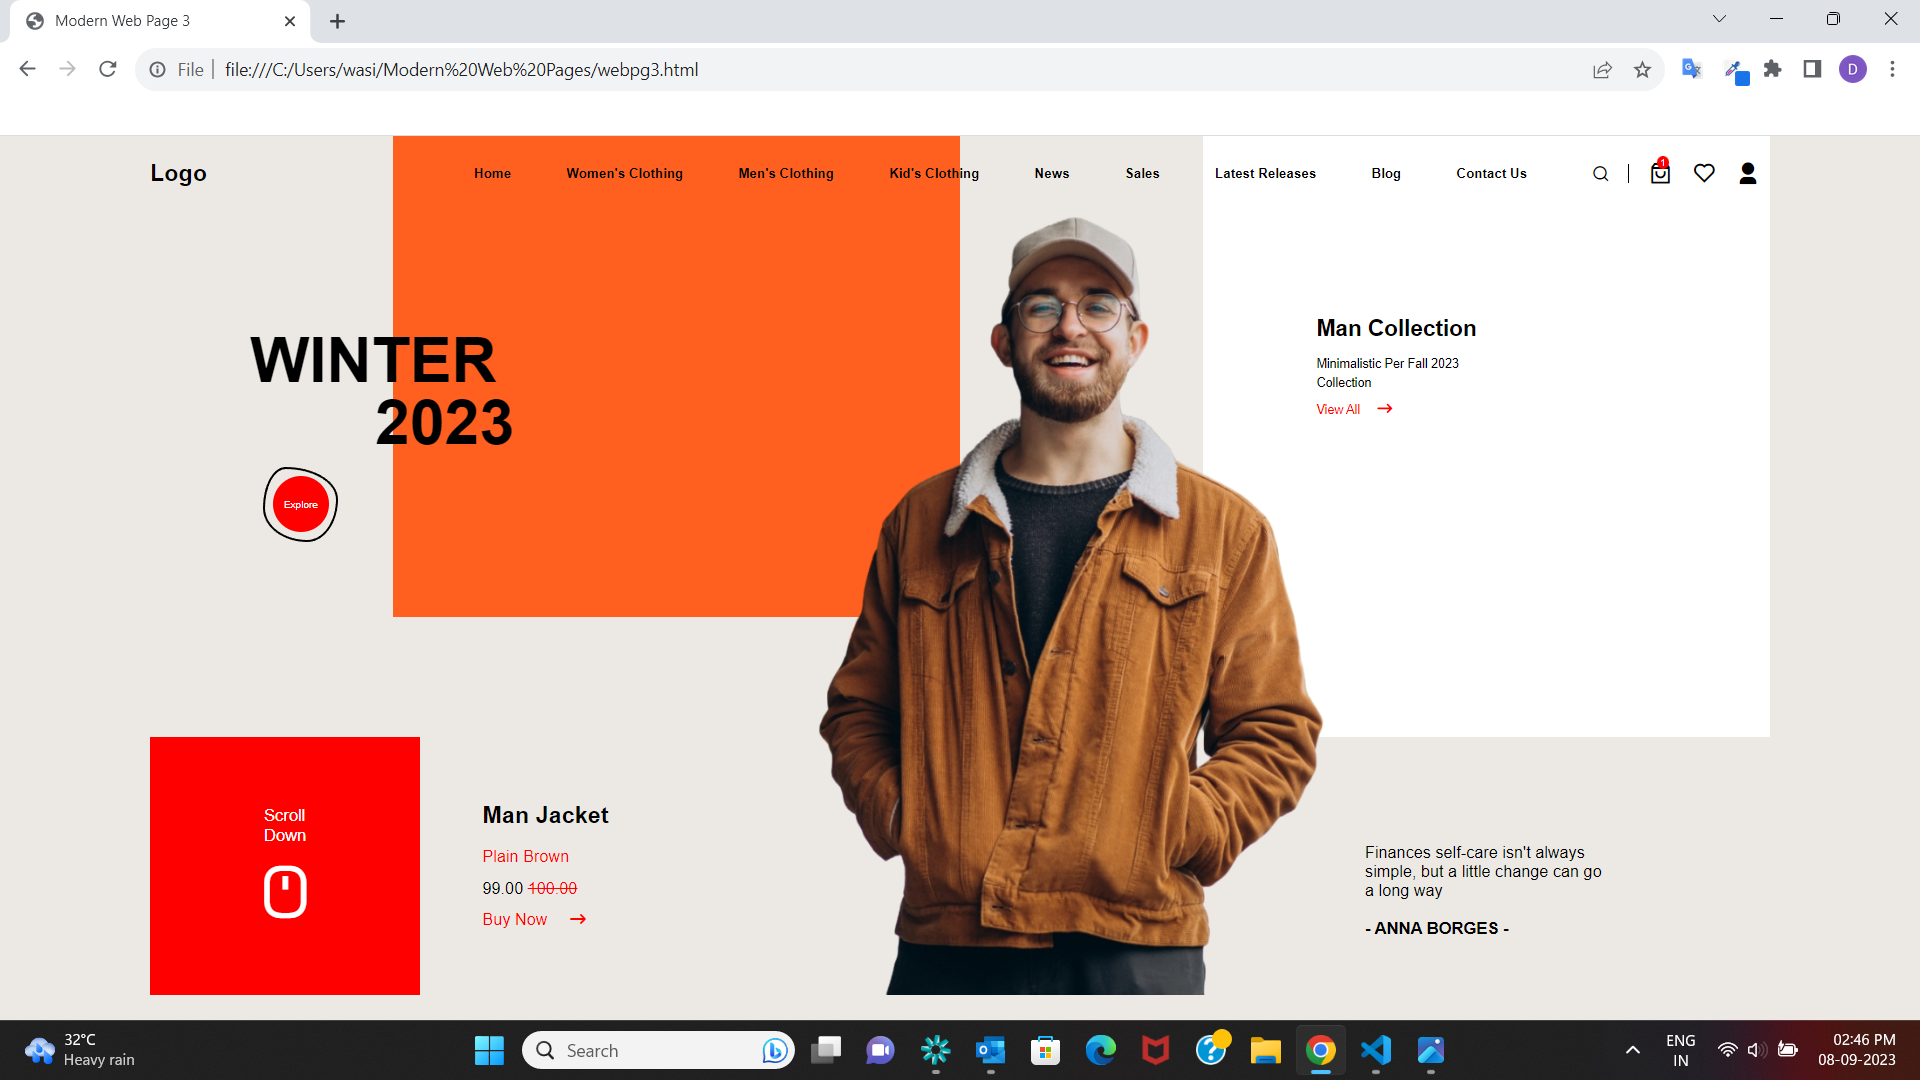 Modern Web Page 3
File
file:///C:/Users/wasi/Modern%20Web%20Pages/webpg3.html
D
Logo
Home
Women's Clothing
Men's Clothing
Kid's Clothing
News
Sales
Latest Releases
Blog
Contact Us
1
WINTER
2023
Explore
Man Collection
Minimalistic Per Fall 2023
Collection
View All
Scroll
Down
Man Jacket
Plain Brown
99.00 100.00
Buy Now
Finances self-care isn't always
simple, but a little change can go
a long way
- ANNA BORGES -
32°C
Heavy rain
Search
ENG
IN
02:46 PM
08-09-2023